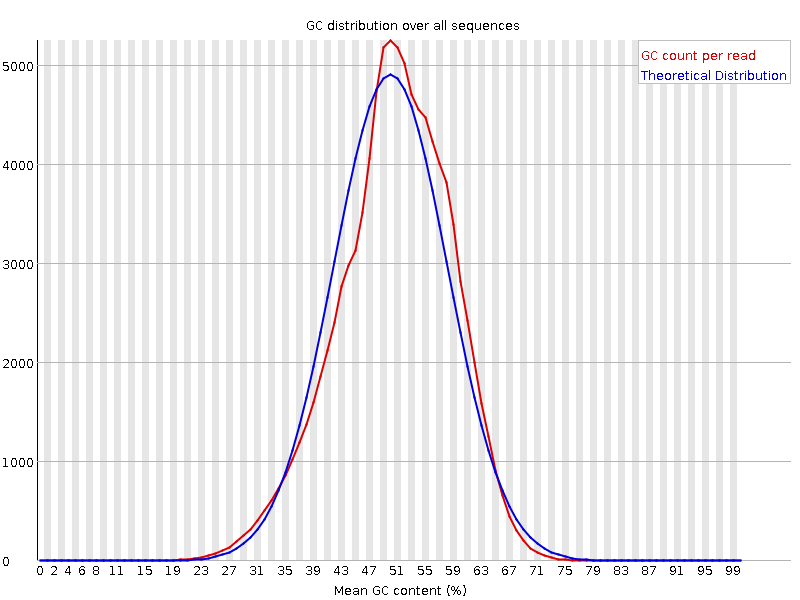 GC distribution over all sequences
GC count per read
Theoretical Distribution
5000
4000
3000
2000
1000
0
0 2 4 6 8 11 15 19 23 27 31 35 39 43 47 51 55 59 63 67 71 75 79 83 87 91 95 99
Mean GC content (%)